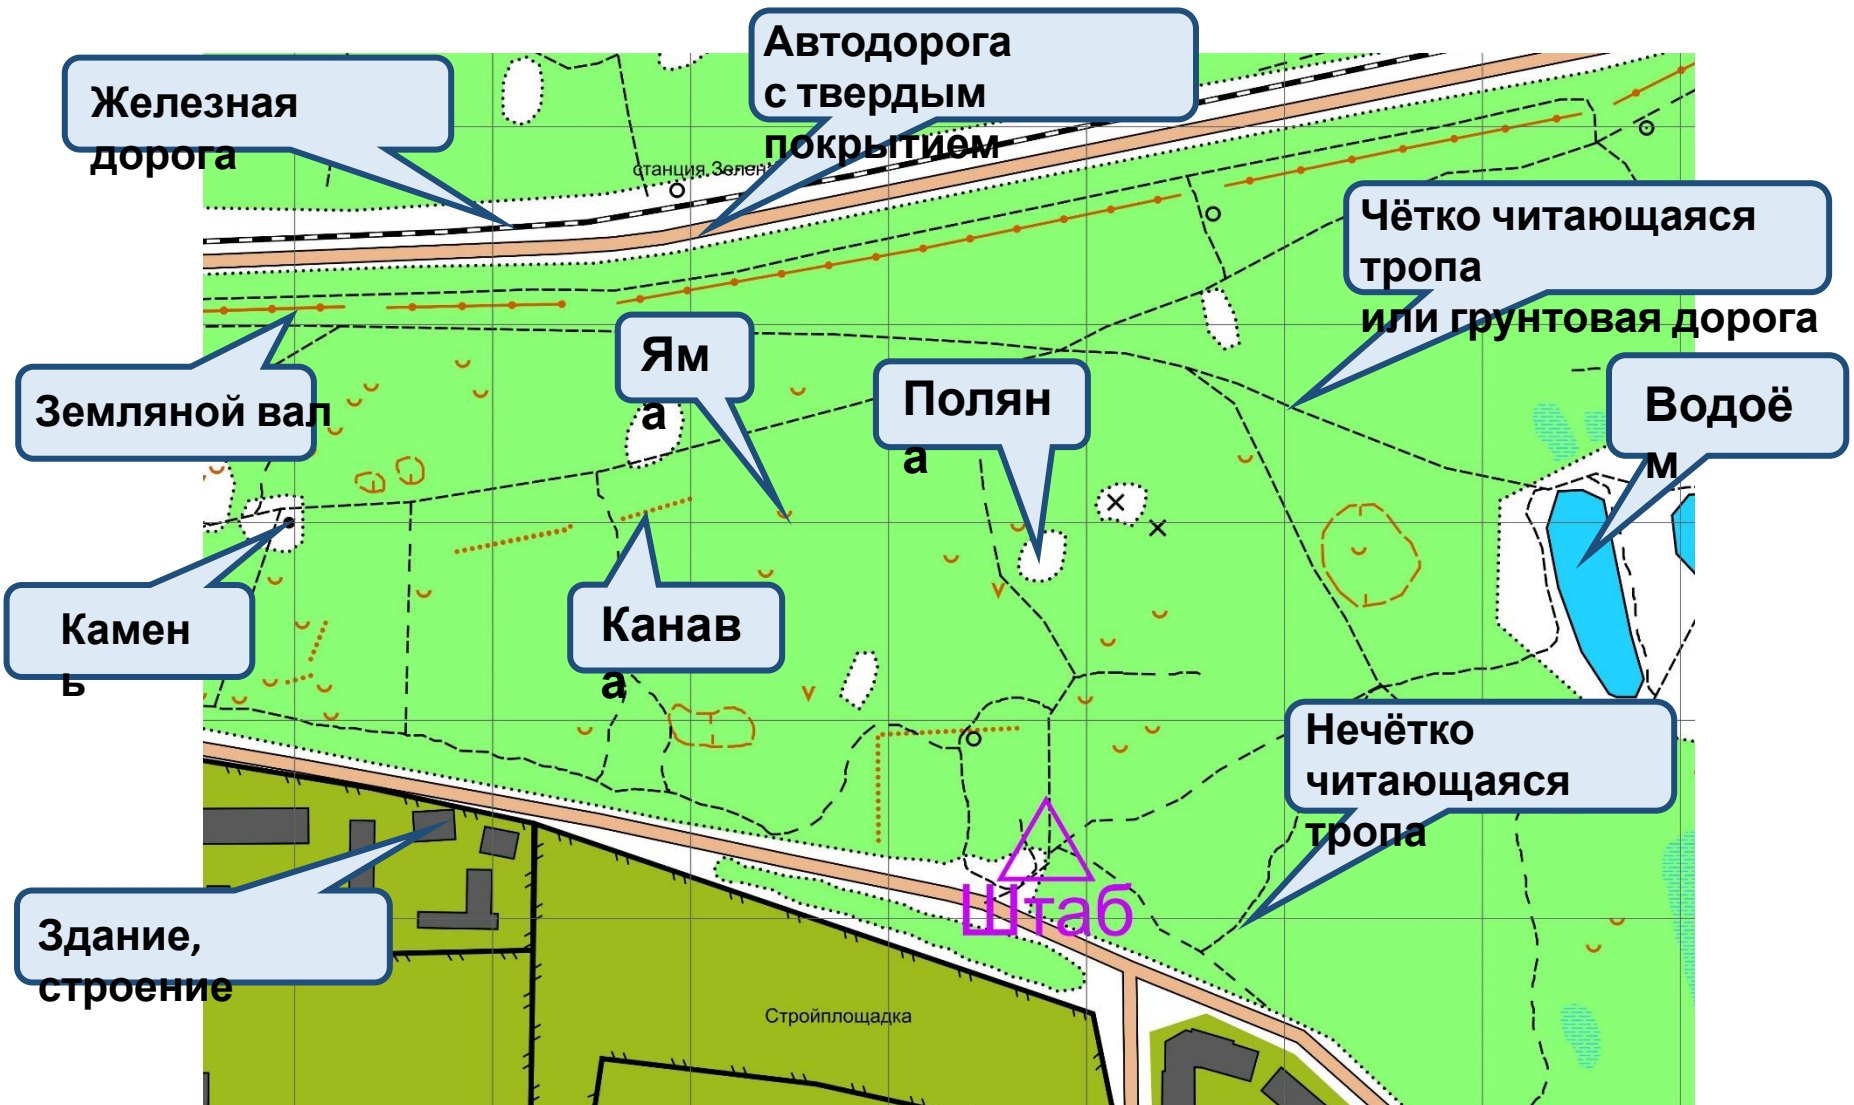 Автодорога
с твердым
покрытием
Железная
дорога
станция Зелен
Чётко читающаяся
тропа
или грунтовая дорога
Ям
а
Полян
а
Водоё
м
Земляной вал
Камен
ь
Канав
а
Нечётко
читающаяся
тропа
Штаб
Здание,
строение
Стройплощадка